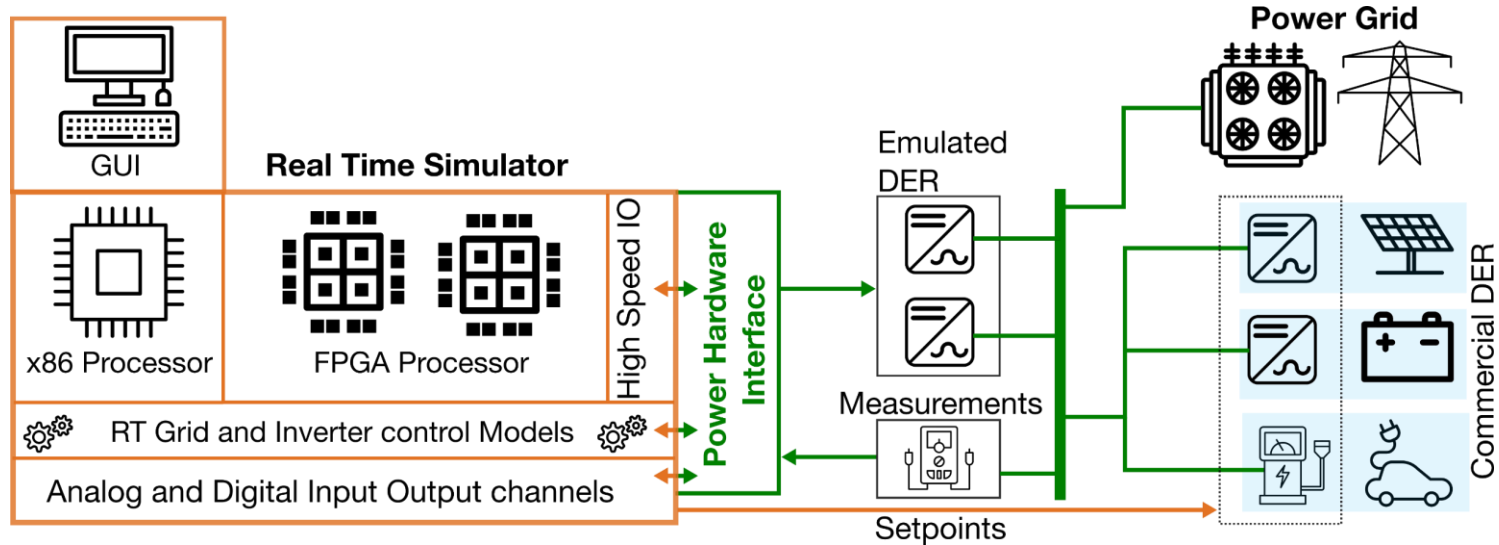 Power Grid
GUI
Real Time Simulator
Emulated
DER
x86 Processor
FPGA Processor
High Speed IO
Power Hardware
Interface
Measurements
Commercial DER
RT Grid and Inverter control Models
Analog and Digital Input Output channels
Setpoints